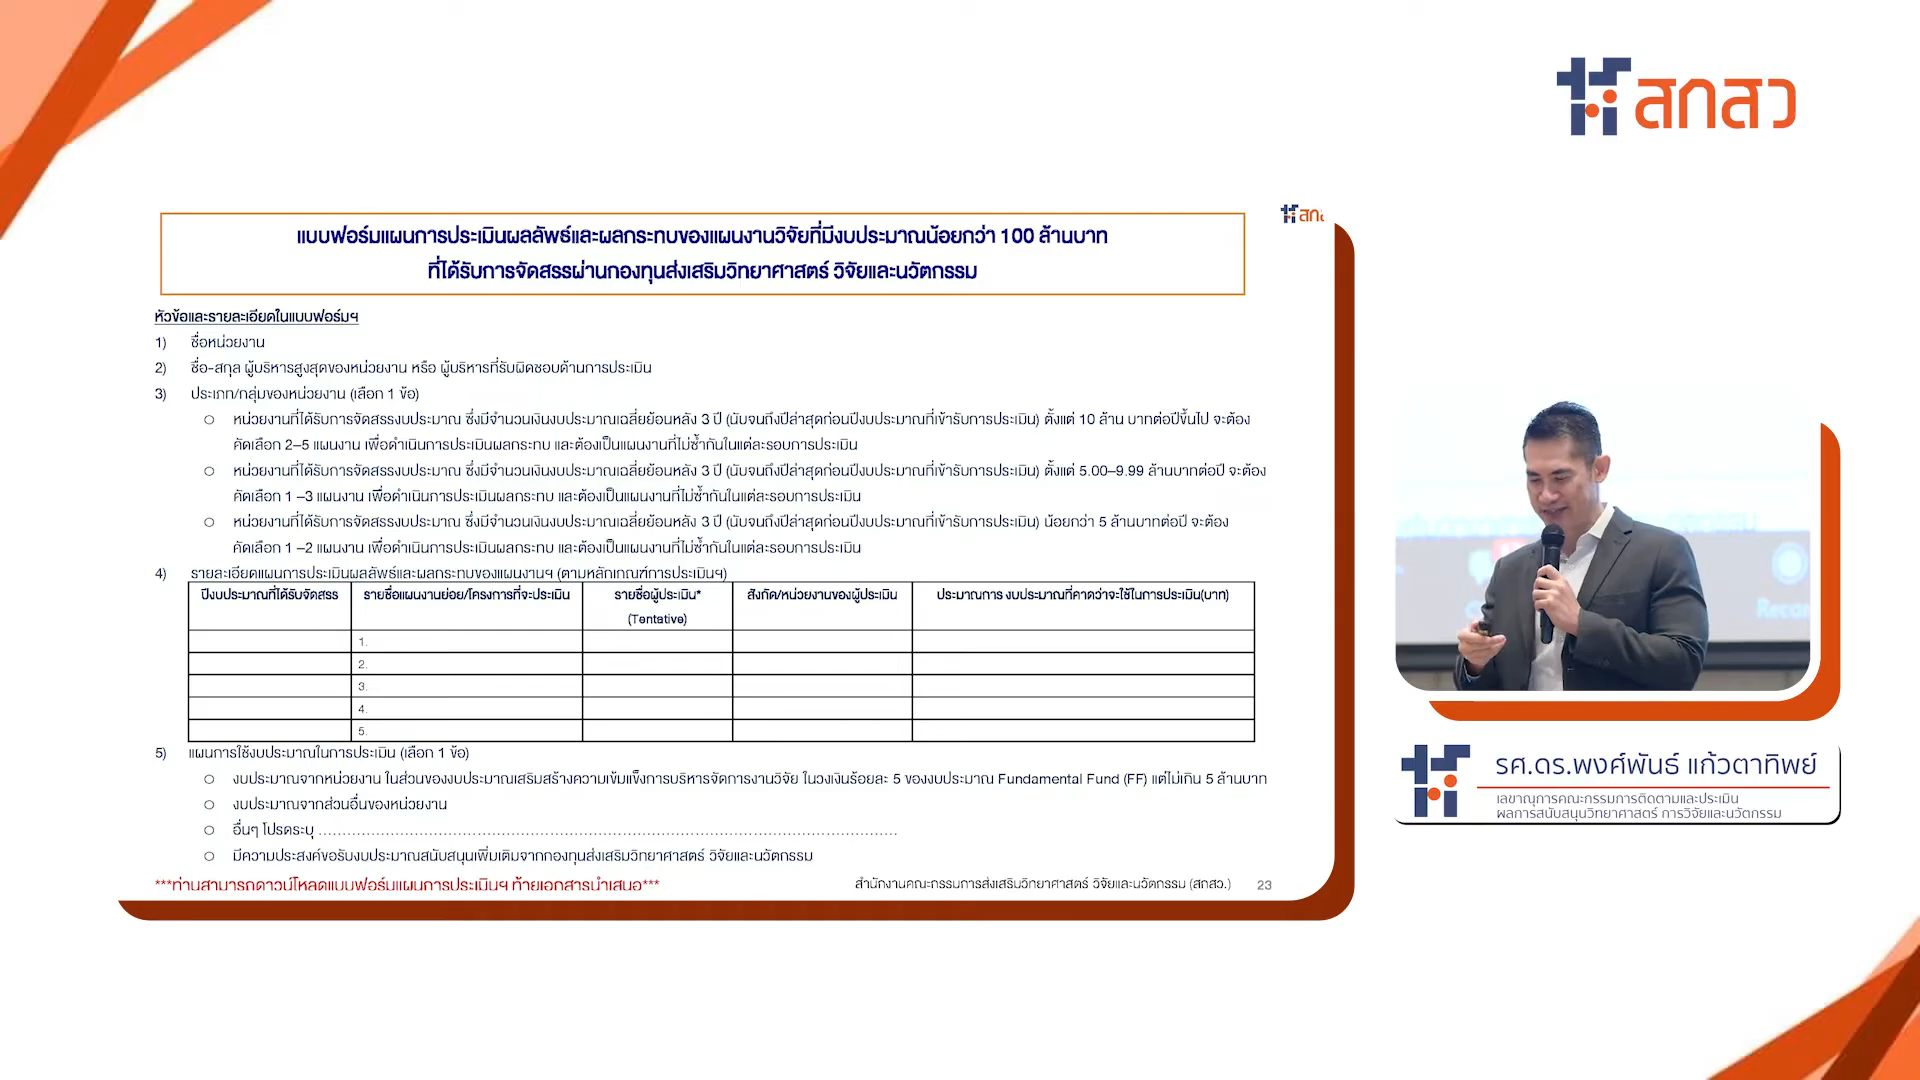 สกสว
แบบฟอร์มแผนการประเมินผลลัพธ์และผลกระทบของแผนงานวิจัยที่มีงบประมาณน้อยกว่า 100 ล้านบาท
ที่ได้รับการจัดสรรผ่านกองทุนส่งเสริมวิทยาศาสตร์ วิจัยและนวัตกรรม
หัวข้อและรายละเอียดในแบบฟอร์มฯ
1) ชื่อหน่วยงาน
2) ชื่อ-สกุล ผู้บริหารสูงสุดของหน่วยงาน หรือ ผู้บริหารที่รับผิดชอบด้านการประเมิน
3) ประเภท/กลุ่มของหน่วยงาน (เลือก 1 ข้อ)
○ หน่วยงานที่ได้รับการจัดสรรงบประมาณ ซึ่งมีจำนวนเงินงบประมาณเฉลี่ยย้อนหลัง 3 ปี (นับจนถึงปีล่าสุดก่อนปีงบประมาณที่เข้ารับการประเมิน) ตั้งแต่ 10 ล้าน บาทต่อปีขึ้นไป จะต้อง
คัดเลือก 2–5 แผนงาน เพื่อดำเนินการประเมินผลกระทบ และต้องเป็นแผนงานที่ไม่ซ้ำกันในแต่ละรอบการประเมิน
○ หน่วยงานที่ได้รับการจัดสรรงบประมาณ ซึ่งมีจำนวนเงินงบประมาณเฉลี่ยย้อนหลัง 3 ปี (นับจนถึงปีล่าสุดก่อนปีงบประมาณที่เข้ารับการประเมิน) ตั้งแต่ 5.00–9.99 ล้านบาทต่อปี จะต้อง
คัดเลือก 1 –3 แผนงาน เพื่อดำเนินการประเมินผลกระทบ และต้องเป็นแผนงานที่ไม่ซ้ำกันในแต่ละรอบการประเมิน
○ หน่วยงานที่ได้รับการจัดสรรงบประมาณ ซึ่งมีจำนวนเงินงบประมาณเฉลี่ยย้อนหลัง 3 ปี (นับจนถึงปีล่าสุดก่อนปีงบประมาณที่เข้ารับการประเมิน) น้อยกว่า 5 ล้านบาทต่อปี จะต้อง
คัดเลือก 1 –2 แผนงาน เพื่อดำเนินการประเมินผลกระทบ และต้องเป็นแผนงานที่ไม่ซ้ำกันในแต่ละรอบการประเมิน
4) รายละเอียดแผนการประเมินผลลัพธ์และผลกระทบของแผนงานฯ (ตามหลักเกณฑ์การประเมินฯ)
ปีงบประมาณที่ได้รับจัดสรร รายชื่อแผนงานย่อย/โครงการที่จะประเมิน รายชื่อผู้ประเมิน* สังกัด/หน่วยงานของผู้ประเมิน ประมาณการ งบประมาณที่คาดว่าจะใช้ในการประเมิน(บาท)
(Tentative)
1.
2.
3.
4.
5.
5) แผนการใช้งบประมาณในการประเมิน (เลือก 1 ข้อ)
○ งบประมาณจากหน่วยงาน ในส่วนของงบประมาณเสริมสร้างความเข้มแข็งการบริหารจัดการงานวิจัย ในวงเงินร้อยละ 5 ของงบประมาณ Fundamental Fund (FF) แต่ไม่เกิน 5 ล้านบาท
○ งบประมาณจากส่วนอื่นของหน่วยงาน
○ อื่นๆ โปรดระบุ ........................................................................................................................
○ มีความประสงค์ขอรับงบประมาณสนับสนุนเพิ่มเติมจากกองทุนส่งเสริมวิทยาศาสตร์ วิจัยและนวัตกรรม
***ท่านสามารถดาวน์โหลดแบบฟอร์มแผนการประเมินฯ ท้ายเอกสารนำเสนอ***
สำนักงานคณะกรรมการส่งเสริมวิทยาศาสตร์ วิจัยและนวัตกรรม (สกสว.) 23
รศ.ดร.พงศ์พันธ์ แก้วตาทิพย์
เลขานุการคณะกรรมการติดตามและประเมิน
ผลการสนับสนุนวิทยาศาสตร์ การวิจัยและนวัตกรรม